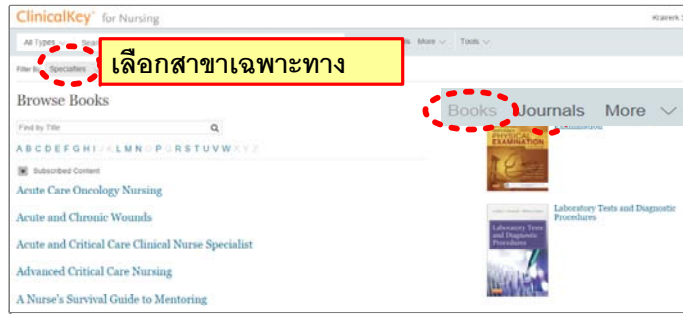 ClinicalKey® for Nursing
All Types
More Tools
Filter By: Specialties
เลือกสาขาเฉพาะทาง
Browse Books
Books Journals More
Find by Title
A B C D E F G H I J K L M N O P Q R S T U V W X Y Z
Subscribed Content
Acute Care Oncology Nursing
Acute and Chronic Wounds
Acute and Critical Care Clinical Nurse Specialist
Advanced Critical Care Nursing
A Nurse's Survival Guide to Mentoring
PHYSICAL
EXAMINATION
Examination
Laboratory Tests
and Diagnostic
Procedures
Laboratory Tests and Diagnostic
Procedures